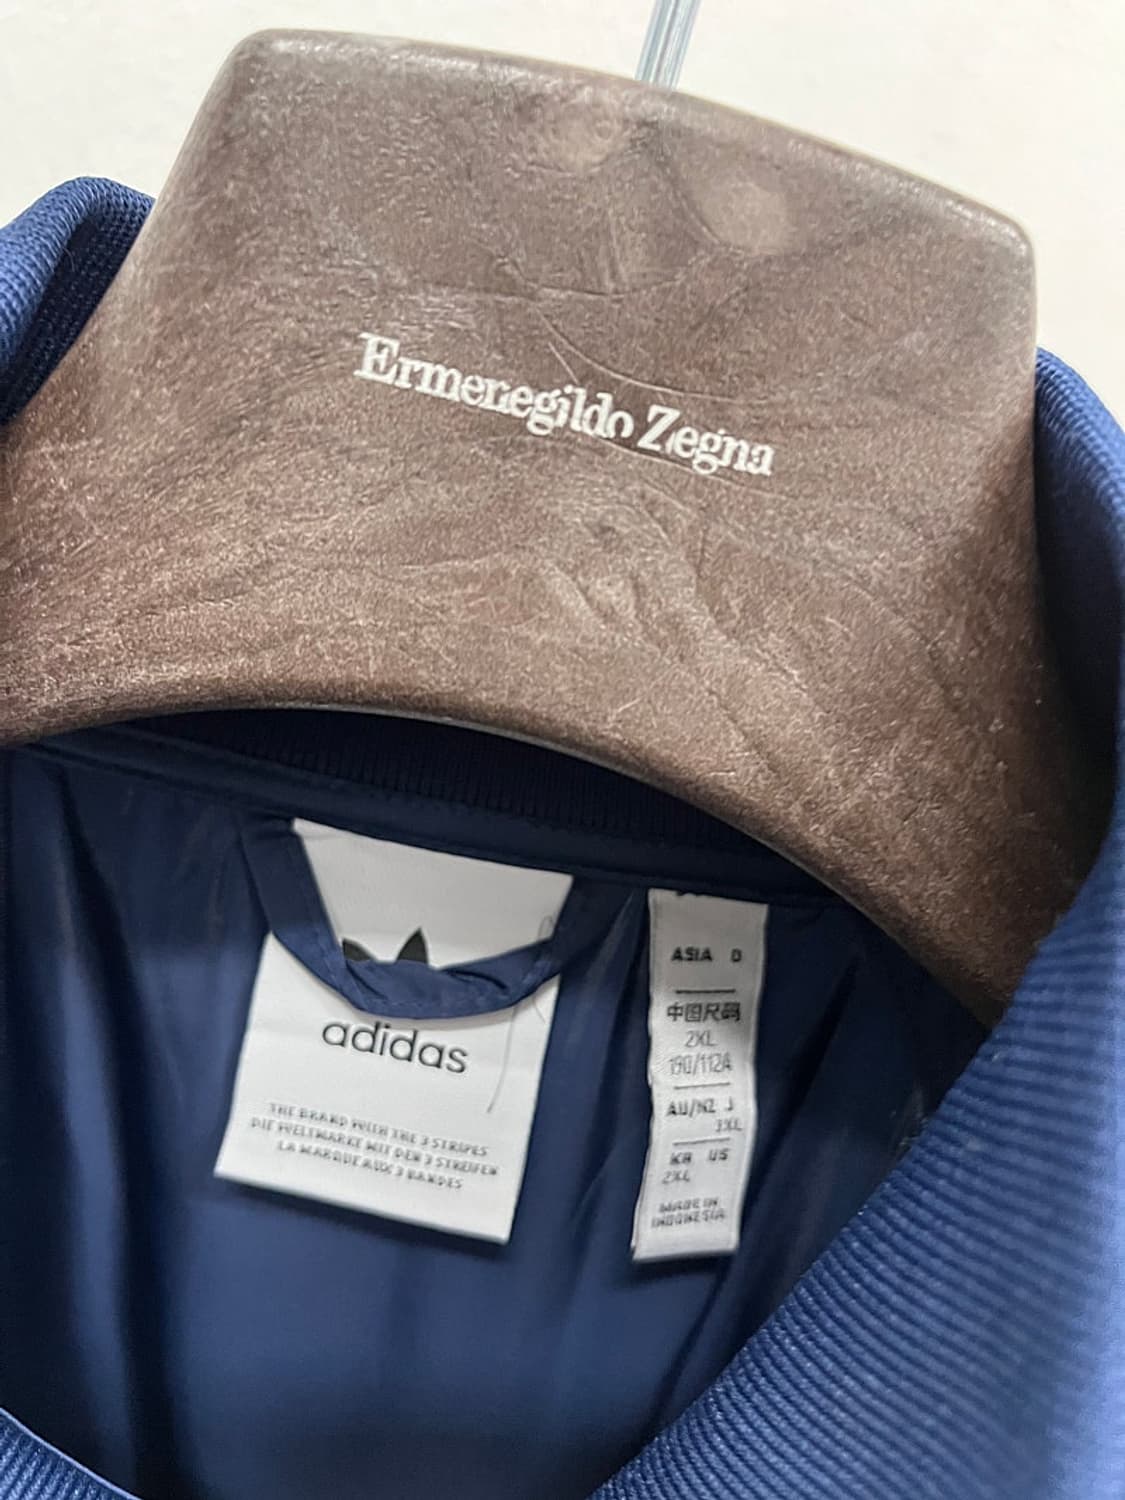 Ermenegildo Zegna
adidas
THE BRAND WITH THE 3 STRIPES
DIE WELTMARKE MIT DEN 3 STREIFEN
LA MARQUE AUX 3 BANDES
ASIA D
中国尺码
2XL
190/112A
AU/NZ J
3XL
KR US
2XL
MADE IN
INDONESIA